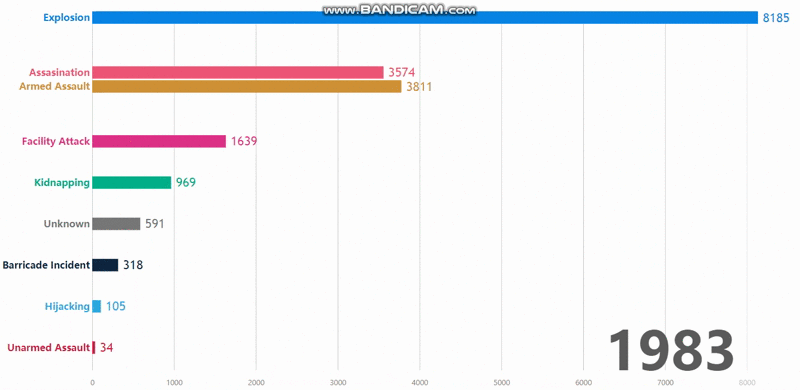 www.BANDICAM.com
Explosion 8185
Assasination 3574
Armed Assault 3811
Facility Attack 1639
Kidnapping 969
Unknown 591
Barricade Incident 318
Hijacking 105
Unarmed Assault 34
1983
0 1000 2000 3000 4000 5000 6000 7000 8000